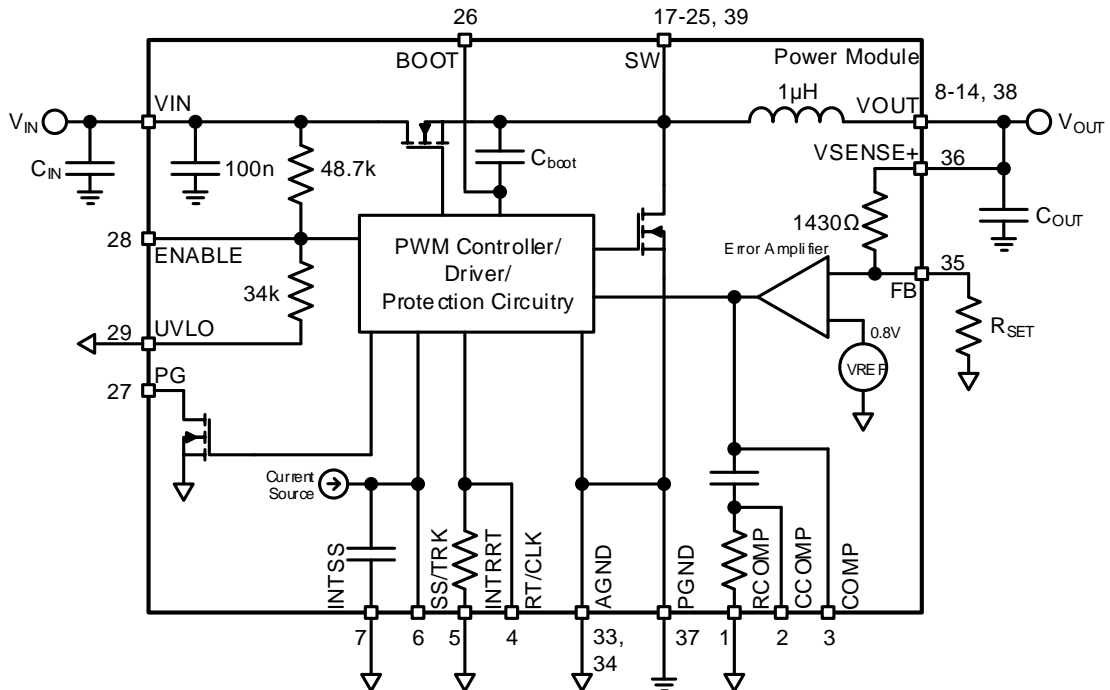 26
17-25, 39
BOOT
SW
Power Module
VIN
1µH
VOUT
8-14, 38
VIN
VOUT
VSENSE+
36
CIN
100n
48.7k
Cboot
1430Ω
COUT
28
ENABLE
PWM Controller/
Driver/
Protection Circuitry
Error Amplifier
35
FB
34k
RSET
29
UVLO
0.8V
VREF
27
PG
Current
Source
INTSS
SS/TRK
INTRRT
RT/CLK
AGND
PGND
RCOMP
CCOMP
COMP
7
6
5
4
33,
34
37
1
2
3